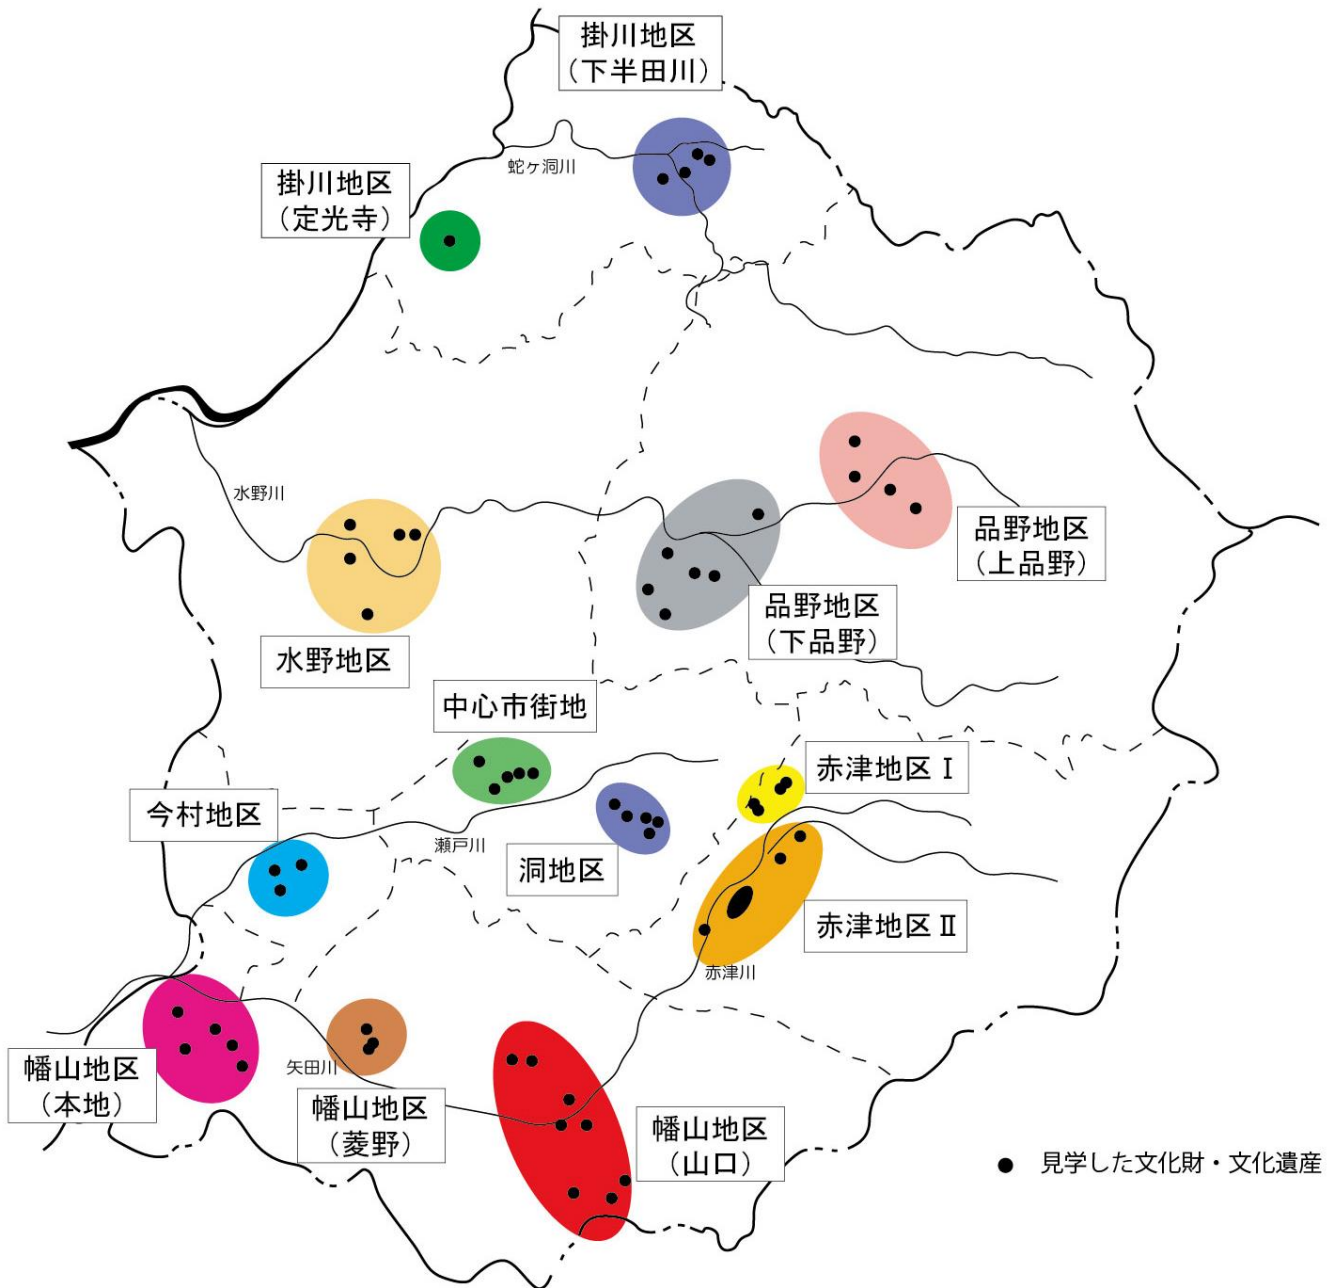 掛川地区
（下半田川）
蛇ヶ洞川
掛川地区
（定光寺）
水野川
品野地区
（上品野）
品野地区
（下品野）
水野地区
中心市街地
赤津地区Ⅰ
今村地区
瀬戸川
洞地区
赤津地区Ⅱ
赤津川
幡山地区
（本地）
矢田川
幡山地区
（菱野）
幡山地区
（山口）
● 見学した文化財・文化遺産